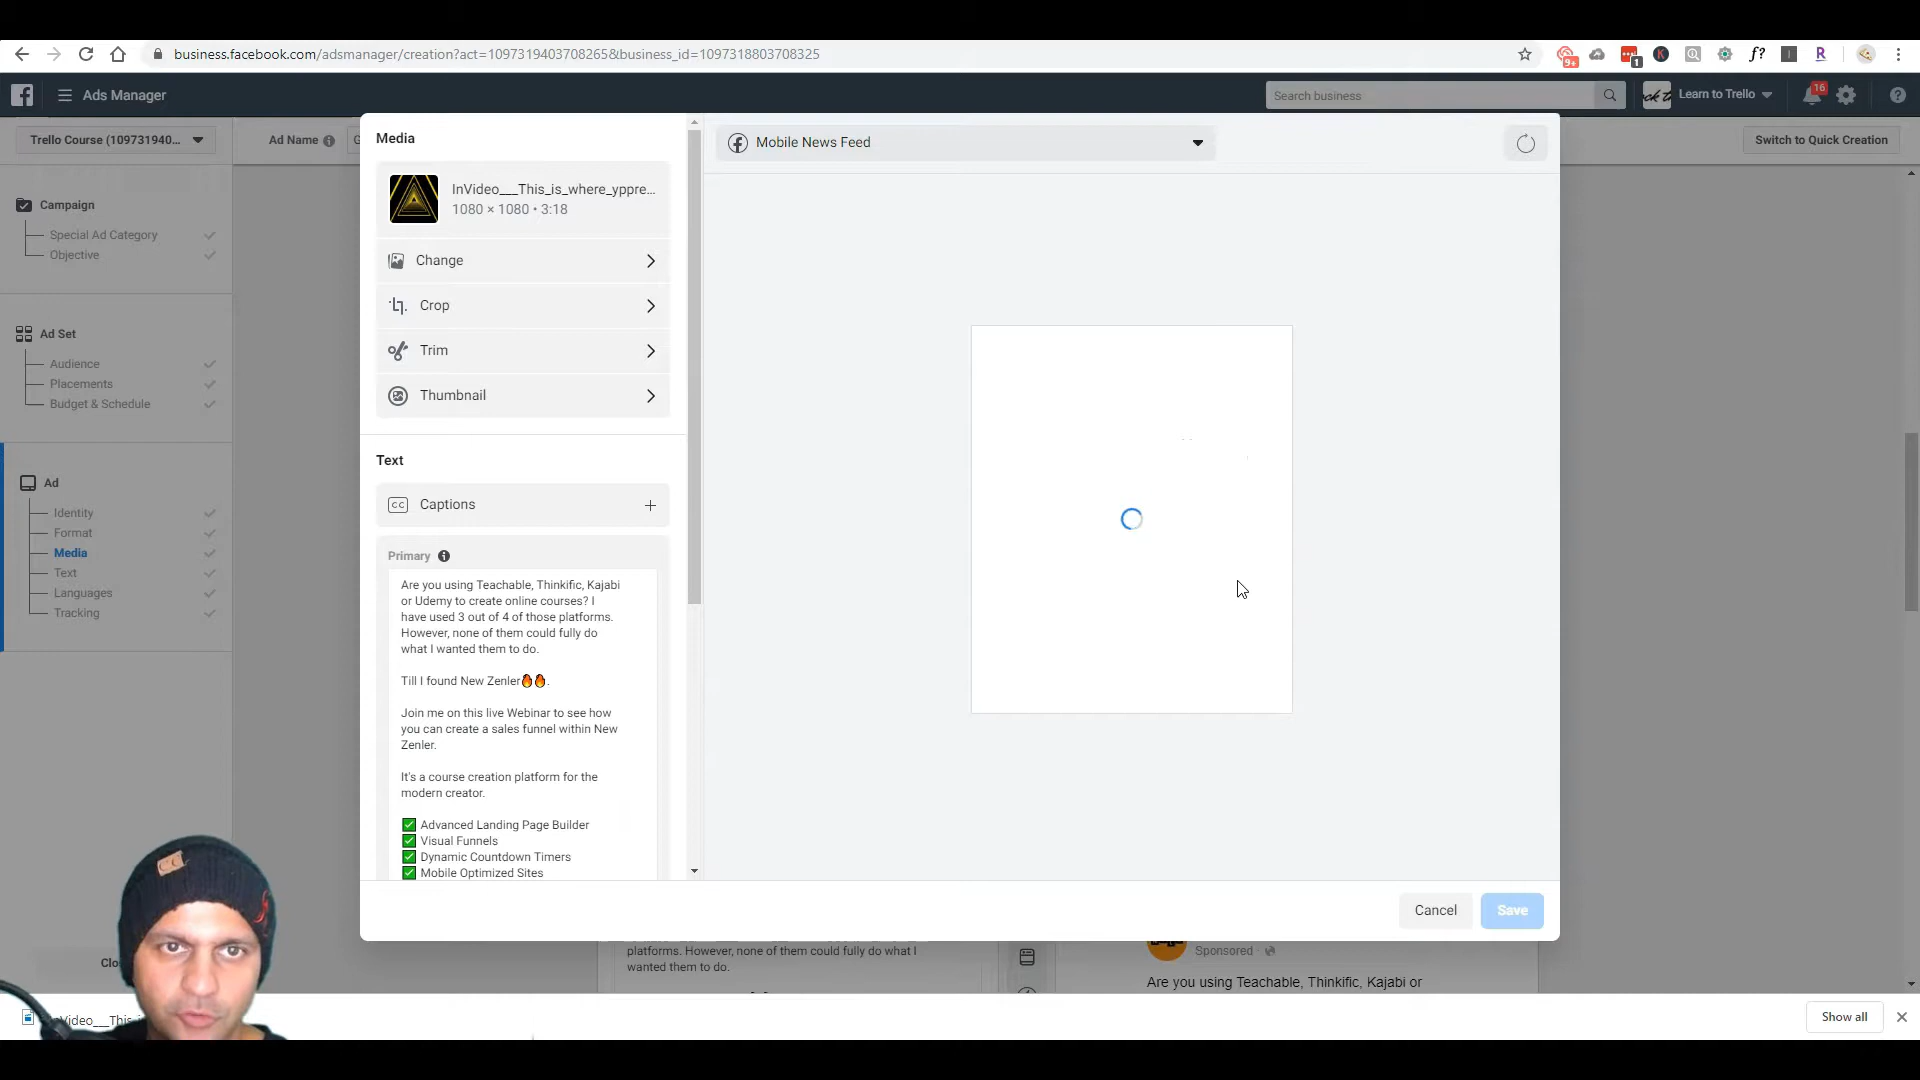 business.facebook.com/adsmanager/creation?act=1097319403708265&business_id=1097318803708325
9+
1
K
f?
R
Ads Manager
Search business
Learn to Trello
16
Trello Course (109731940...
Ad Name
G
Switch to Quick Creation
Campaign
Special Ad Category
Objective
Ad Set
Audience
Placements
Budget & Schedule
Ad
Identity
Format
Media
Text
Languages
Tracking
Clo
Media
InVideo___This_is_where_yppre...
1080 × 1080 • 3:18
Change
Crop
Trim
Thumbnail
Text
CC Captions
Primary
Are you using Teachable, Thinkific, Kajabi
or Udemy to create online courses? I
have used 3 out of 4 of those platforms.
However, none of them could fully do
what I wanted them to do.
Till I found New Zenler🔥🔥.
Join me on this live Webinar to see how
you can create a sales funnel within New
Zenler.
It's a course creation platform for the
modern creator.
✅ Advanced Landing Page Builder
✅ Visual Funnels
✅ Dynamic Countdown Timers
✅ Mobile Optimized Sites
Mobile News Feed
Cancel
Save
platforms. However, none of them could fully do what I
wanted them to do.
Sponsored
Are you using Teachable, Thinkific, Kajabi or
Video___This
Show all